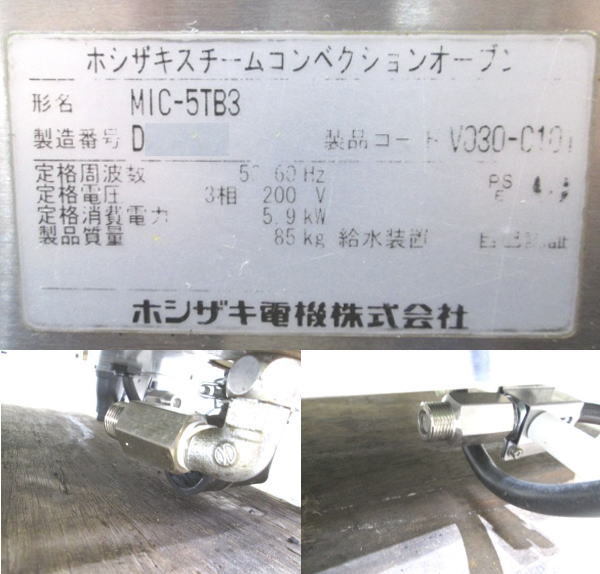 ホシザキスチームコンベクションオーブン
形名 MIC-5TB3
製造番号 D 製品コード V030-C101
定格周波数 50 60 Hz
定格電圧 3相 200 V
定格消費電力 5.9 kW
製品質量 85 kg 給水装置
PS
E
ホシザキ電機株式会社